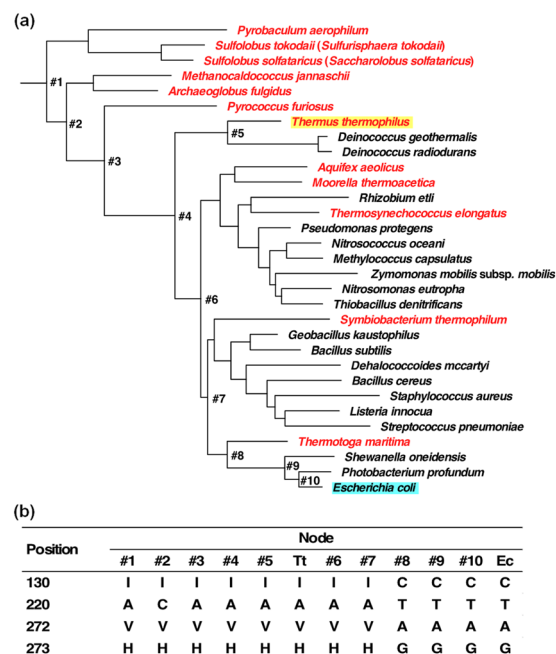 (a)
Pyrobaculum aerophilum
Sulfolobus tokodaii (Sulfurisphaera tokodaii)
Sulfolobus solfataricus (Saccharolobus solfataricus)
#1
Methanocaldococcus jannaschii
Archaeoglobus fulgidus
Pyrococcus furiosus
#2
Thermus thermophilus
#5
Deinococcus geothermalis
Deinococcus radiodurans
#3
Aquifex aeolicus
Moorella thermoacetica
Rhizobium etli
Thermosynechococcus elongatus
#4
Pseudomonas protegens
Nitrosococcus oceani
Methylococcus capsulatus
Zymomonas mobilis subsp. mobilis
Nitrosomonas eutropha
Thiobacillus denitrificans
#6
Symbiobacterium thermophilum
Geobacillus kaustophilus
Bacillus subtilis
Dehalococcoides mccartyi
Bacillus cereus
Staphylococcus aureus
#7
Listeria innocua
Streptococcus pneumoniae
Thermotoga maritima
#8
Shewanella oneidensis
#9
Photobacterium profundum
#10
Escherichia coli
(b)
Position Node
#1 #2 #3 #4 #5 Tt #6 #7 #8 #9 #10 Ec
130 I I I I I I I I C C C C
220 A C A A A A A A T T T T
272 V V V V V V V V A A A A
273 H H H H H H H H G G G G